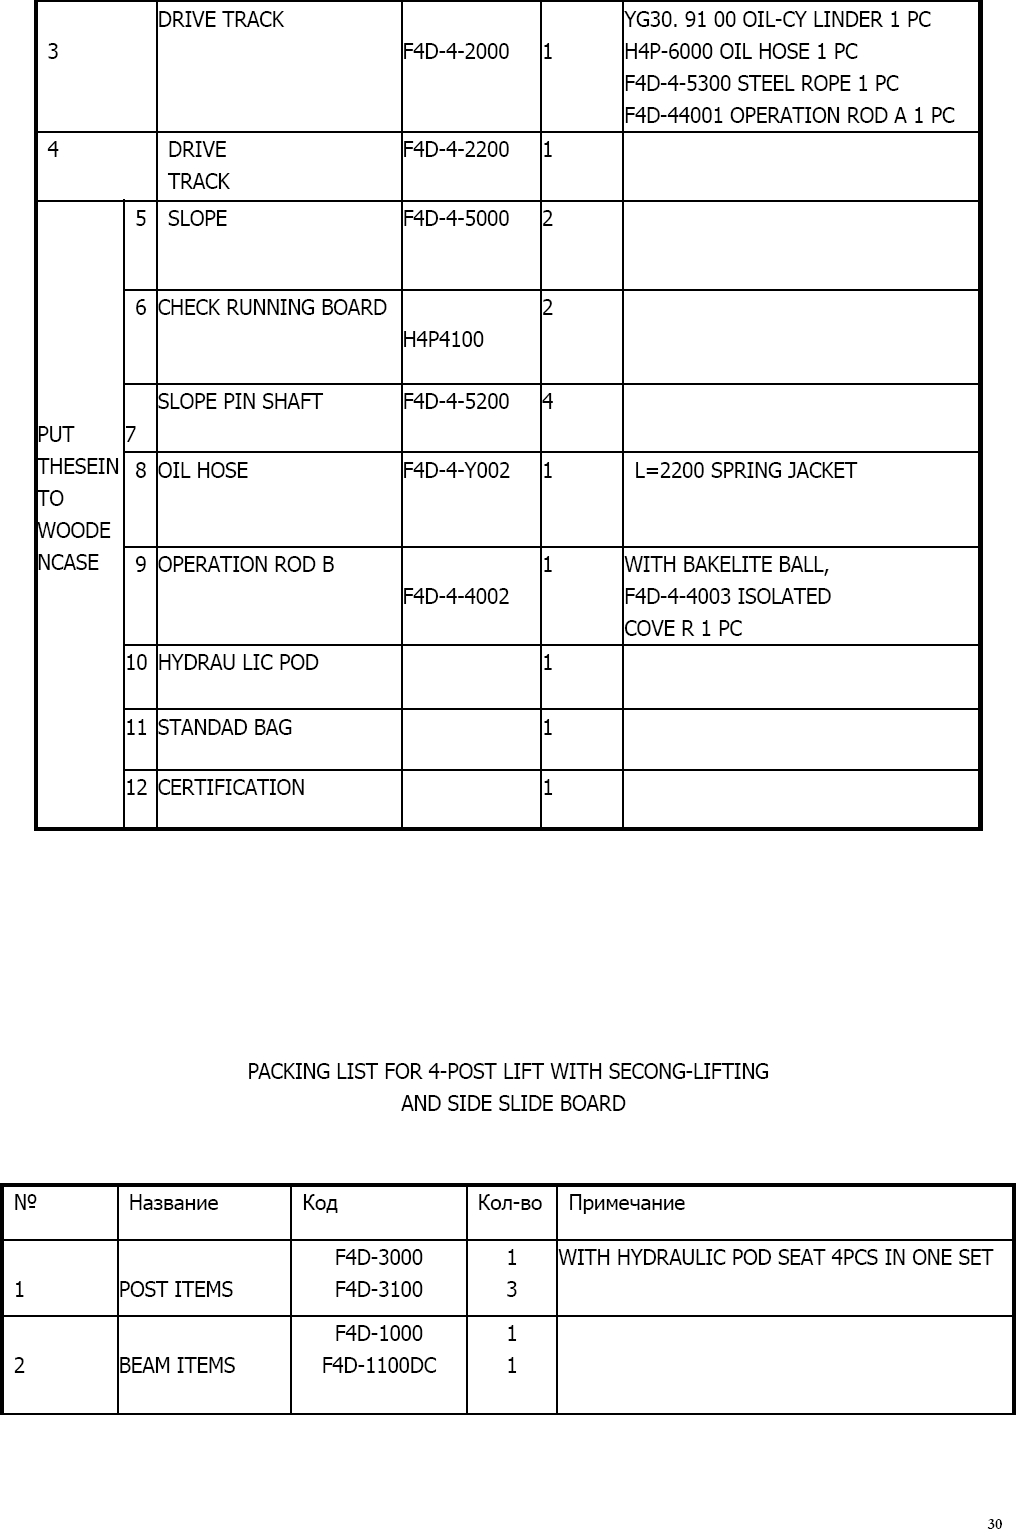 DRIVE TRACK
3
F4D-4-2000
1
YG30. 91 00 OIL-CY LINDER 1 PC
H4P-6000 OIL HOSE 1 PC
F4D-4-5300 STEEL ROPE 1 PC
F4D-44001 OPERATION ROD A 1 PC
4
DRIVE
TRACK
F4D-4-2200
1
PUT
THESEIN
TO
WOODE
NCASE
5
SLOPE
F4D-4-5000
2
6
CHECK RUNNING BOARD
H4P4100
2
7
SLOPE PIN SHAFT
F4D-4-5200
4
8
OIL HOSE
F4D-4-Y002
1
L=2200 SPRING JACKET
9
OPERATION ROD B
F4D-4-4002
1
WITH BAKELITE BALL,
F4D-4-4003 ISOLATED
COVE R 1 PC
10
HYDRAU LIC POD
1
11
STANDAD BAG
1
12
CERTIFICATION
1
PACKING LIST FOR 4-POST LIFT WITH SECONG-LIFTING
AND SIDE SLIDE BOARD
№
Название
Код
Кол-во
Примечание
1
POST ITEMS
F4D-3000
F4D-3100
1
3
WITH HYDRAULIC POD SEAT 4PCS IN ONE SET
2
BEAM ITEMS
F4D-1000
F4D-1100DC
1
1
30